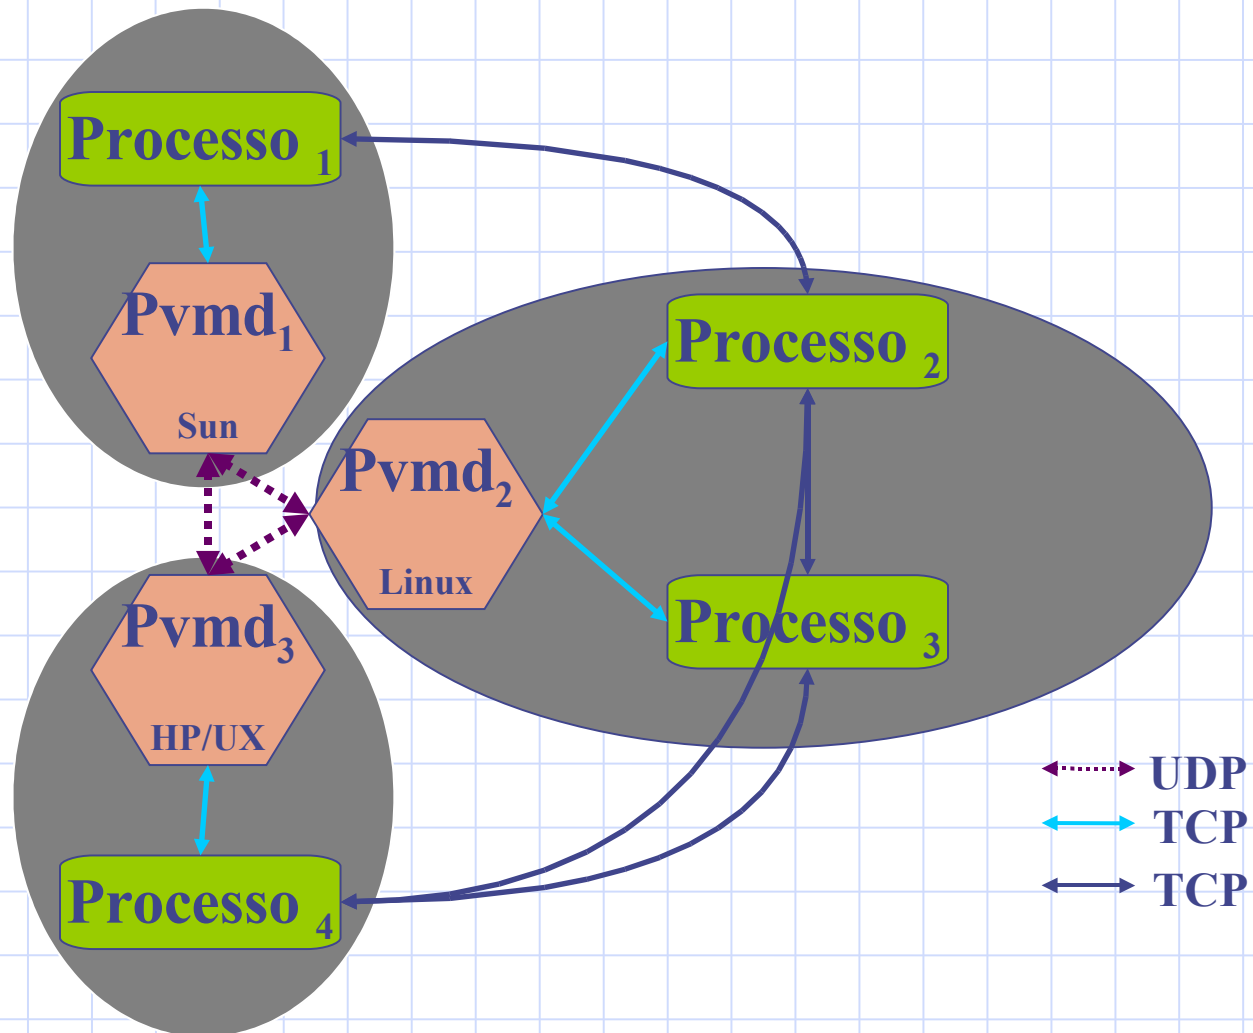 Processo 1
Pvmd1
Sun
Processo 2
Pvmd2
Linux
Processo 3
Pvmd3
HP/UX
Processo 4
UDP
TCP
TCP